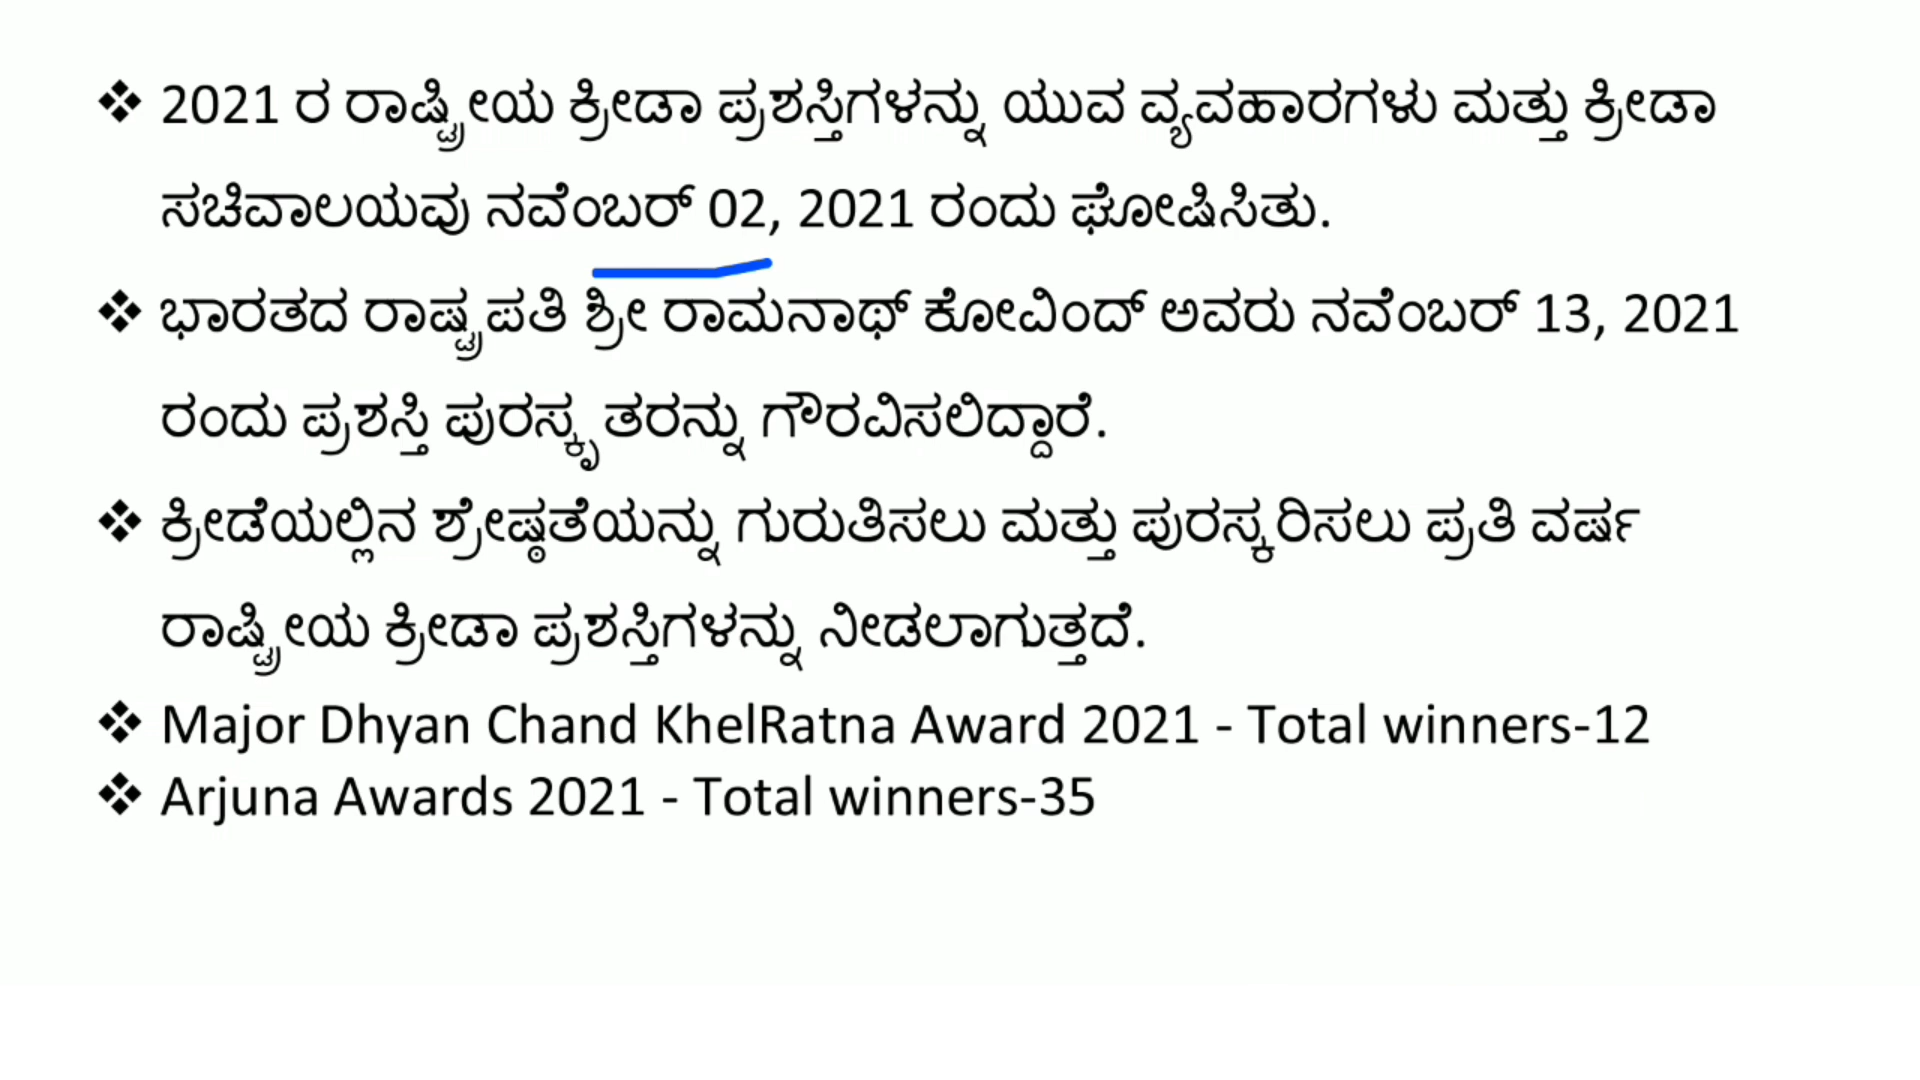 ❖ 2021 ರ ರಾಷ್ಟ್ರೀಯ ಕ್ರೀಡಾ ಪ್ರಶಸ್ತಿಗಳನ್ನು ಯುವ ವ್ಯವಹಾರಗಳು ಮತ್ತು ಕ್ರೀಡಾ
ಸಚಿವಾಲಯವು ನವೆಂಬರ್ 02, 2021 ರಂದು ಘೋಷಿಸಿತು.
❖ ಭಾರತದ ರಾಷ್ಟ್ರಪತಿ ಶ್ರೀ ರಾಮನಾಥ್ ಕೋವಿಂದ್ ಅವರು ನವೆಂಬರ್ 13, 2021
ರಂದು ಪ್ರಶಸ್ತಿ ಪುರಸ್ಕೃತರನ್ನು ಗೌರವಿಸಲಿದ್ದಾರೆ.
❖ ಕ್ರೀಡೆಯಲ್ಲಿನ ಶ್ರೇಷ್ಠತೆಯನ್ನು ಗುರುತಿಸಲು ಮತ್ತು ಪುರಸ್ಕರಿಸಲು ಪ್ರತಿ ವರ್ಷ
ರಾಷ್ಟ್ರೀಯ ಕ್ರೀಡಾ ಪ್ರಶಸ್ತಿಗಳನ್ನು ನೀಡಲಾಗುತ್ತದೆ.
❖ Major Dhyan Chand KhelRatna Award 2021 - Total winners-12
❖ Arjuna Awards 2021 - Total winners-35